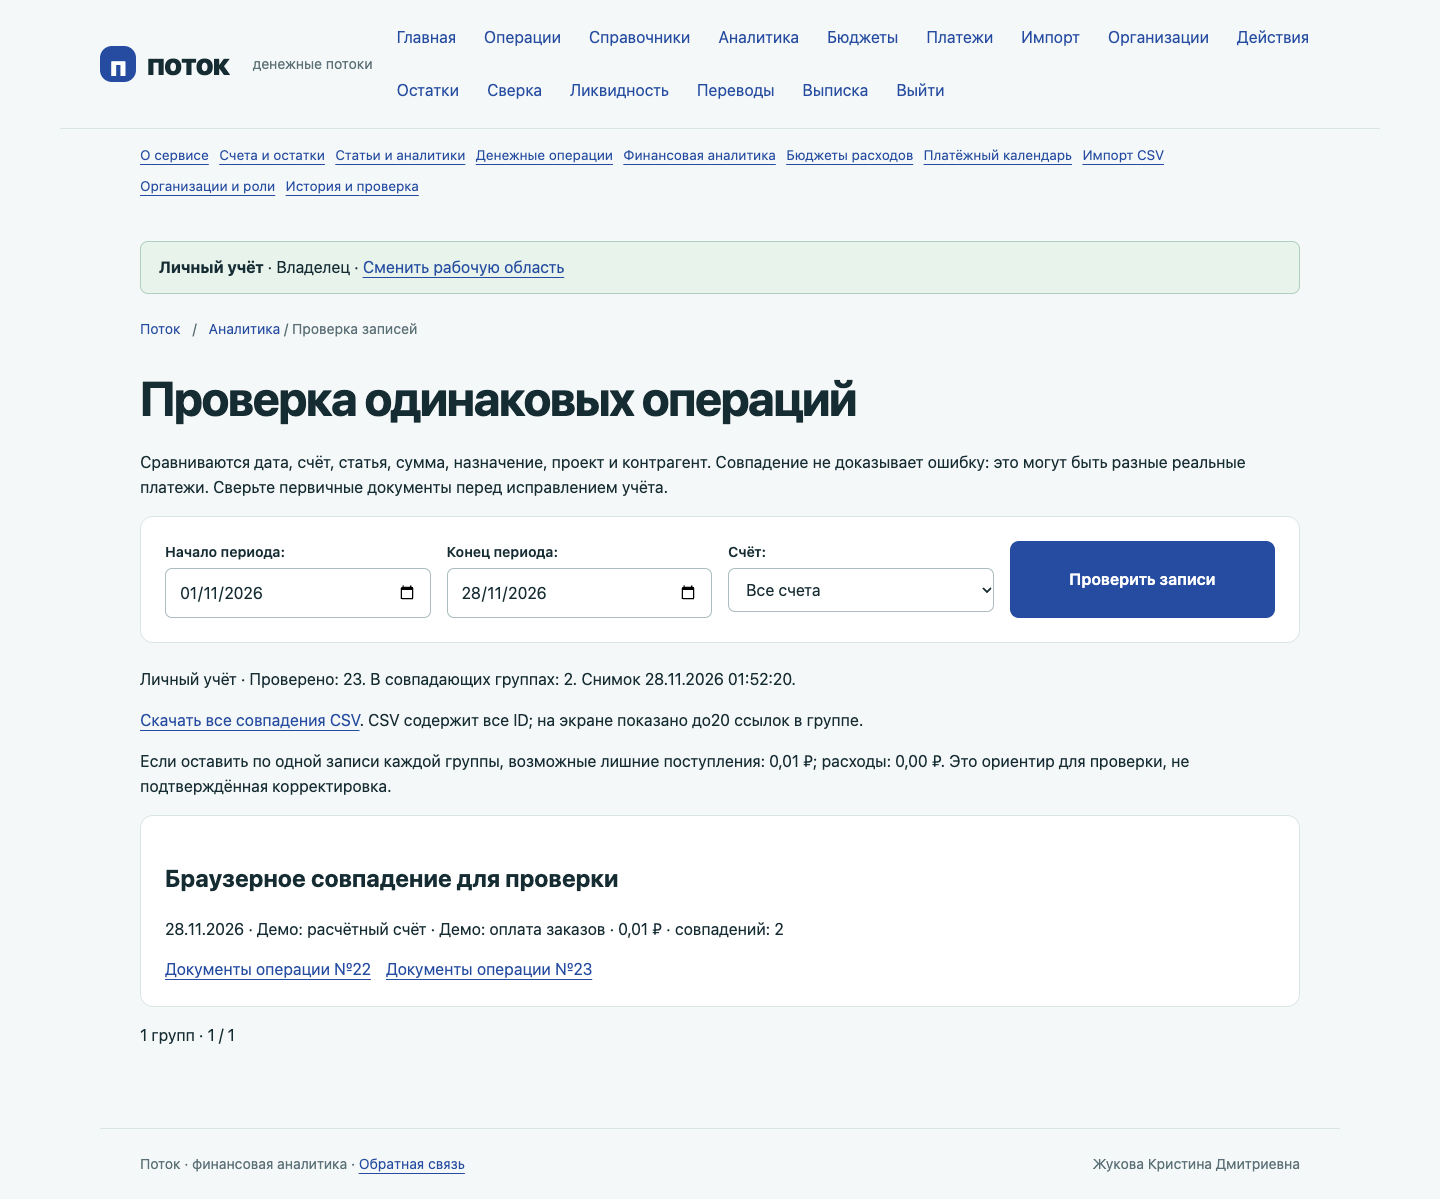 п поток денежные потоки
Главная Операции Справочники Аналитика Бюджеты Платежи Импорт Организации Действия
Остатки Сверка Ликвидность Переводы Выписка Выйти
О сервисе Счета и остатки Статьи и аналитики Денежные операции Финансовая аналитика Бюджеты расходов Платёжный календарь Импорт CSV
Организации и роли История и проверка
Личный учёт · Владелец · Сменить рабочую область
Поток / Аналитика / Проверка записей
Проверка одинаковых операций
Сравниваются дата, счёт, статья, сумма, назначение, проект и контрагент. Совпадение не доказывает ошибку: это могут быть разные реальные
платежи. Сверьте первичные документы перед исправлением учёта.
Начало периода: Конец периода: Счёт:
01/11/2026 28/11/2026 Все счета Проверить записи
Личный учёт · Проверено: 23. В совпадающих группах: 2. Снимок 28.11.2026 01:52:20.
Скачать все совпадения CSV. CSV содержит все ID; на экране показано до20 ссылок в группе.
Если оставить по одной записи каждой группы, возможные лишние поступления: 0,01 ₽; расходы: 0,00 ₽. Это ориентир для проверки, не
подтверждённая корректировка.
Браузерное совпадение для проверки
28.11.2026 · Демо: расчётный счёт · Демо: оплата заказов · 0,01 ₽ · совпадений: 2
Документы операции №22 Документы операции №23
1 групп · 1 / 1
Поток · финансовая аналитика · Обратная связь Жукова Кристина Дмитриевна